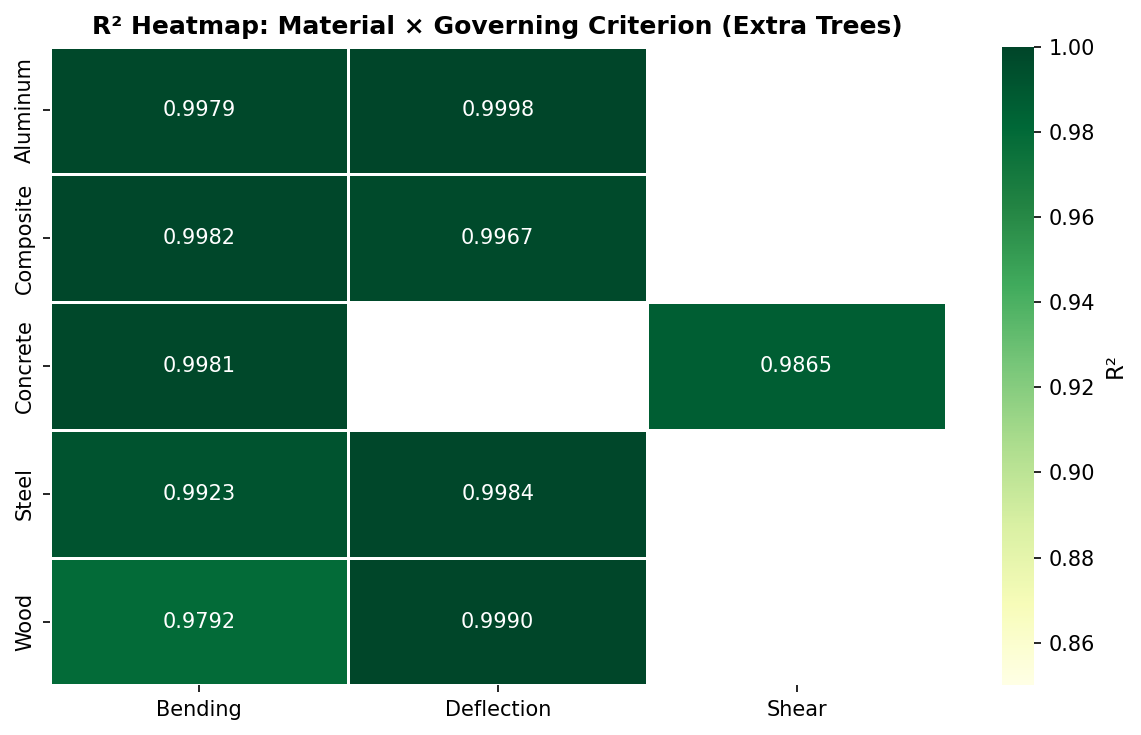 R² Heatmap: Material × Governing Criterion (Extra Trees)
Aluminum
0.9979
0.9998
Composite
0.9982
0.9967
Concrete
0.9981
0.9865
Steel
0.9923
0.9984
Wood
0.9792
0.9990
Bending
Deflection
Shear
1.00
0.98
0.96
0.94
0.92
0.90
0.88
0.86
R²